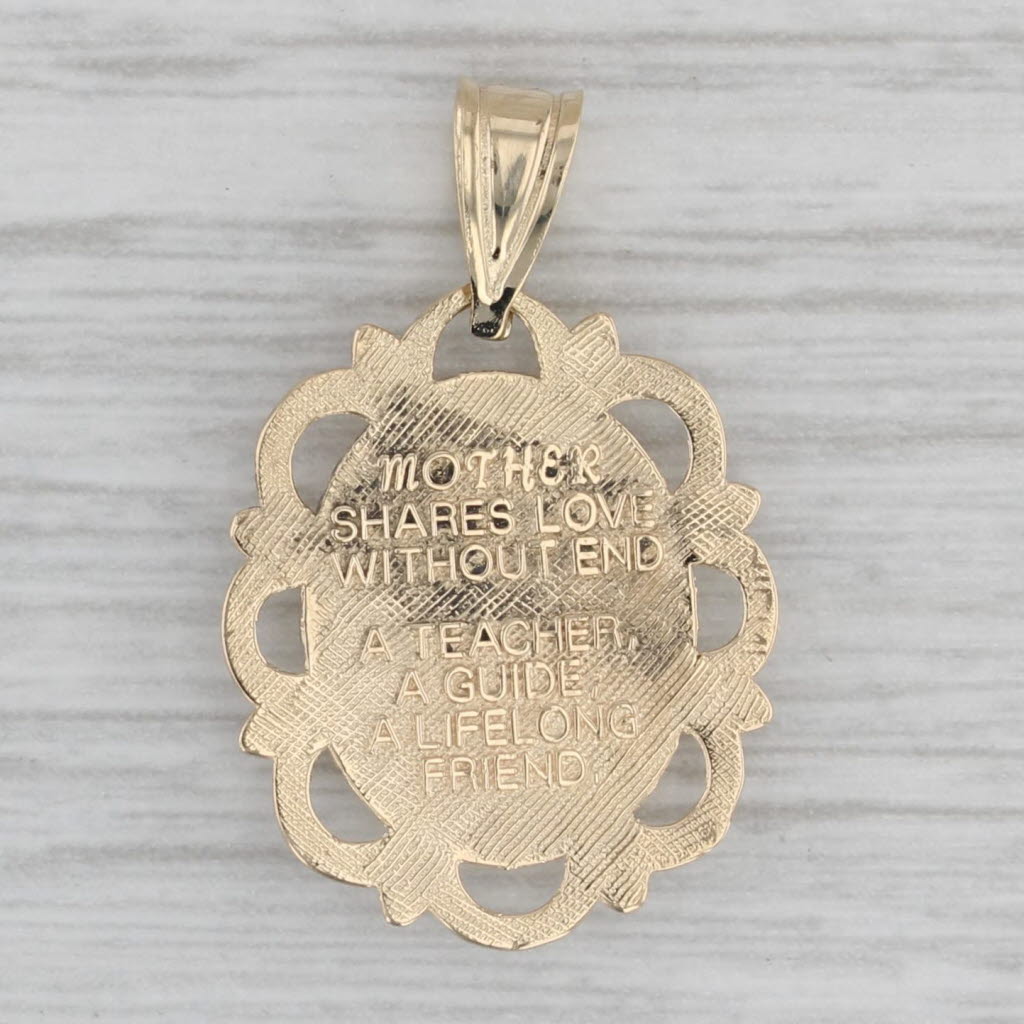 MOTHER
SHARES LOVE
WITHOUT END
A TEACHER,
A GUIDE,
A LIFELONG
FRIEND,